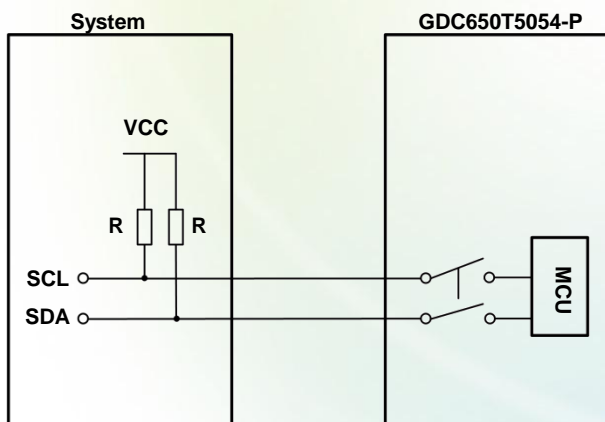 System
GDC650T5054-P
VCC
R
R
SCL
SDA
MCU